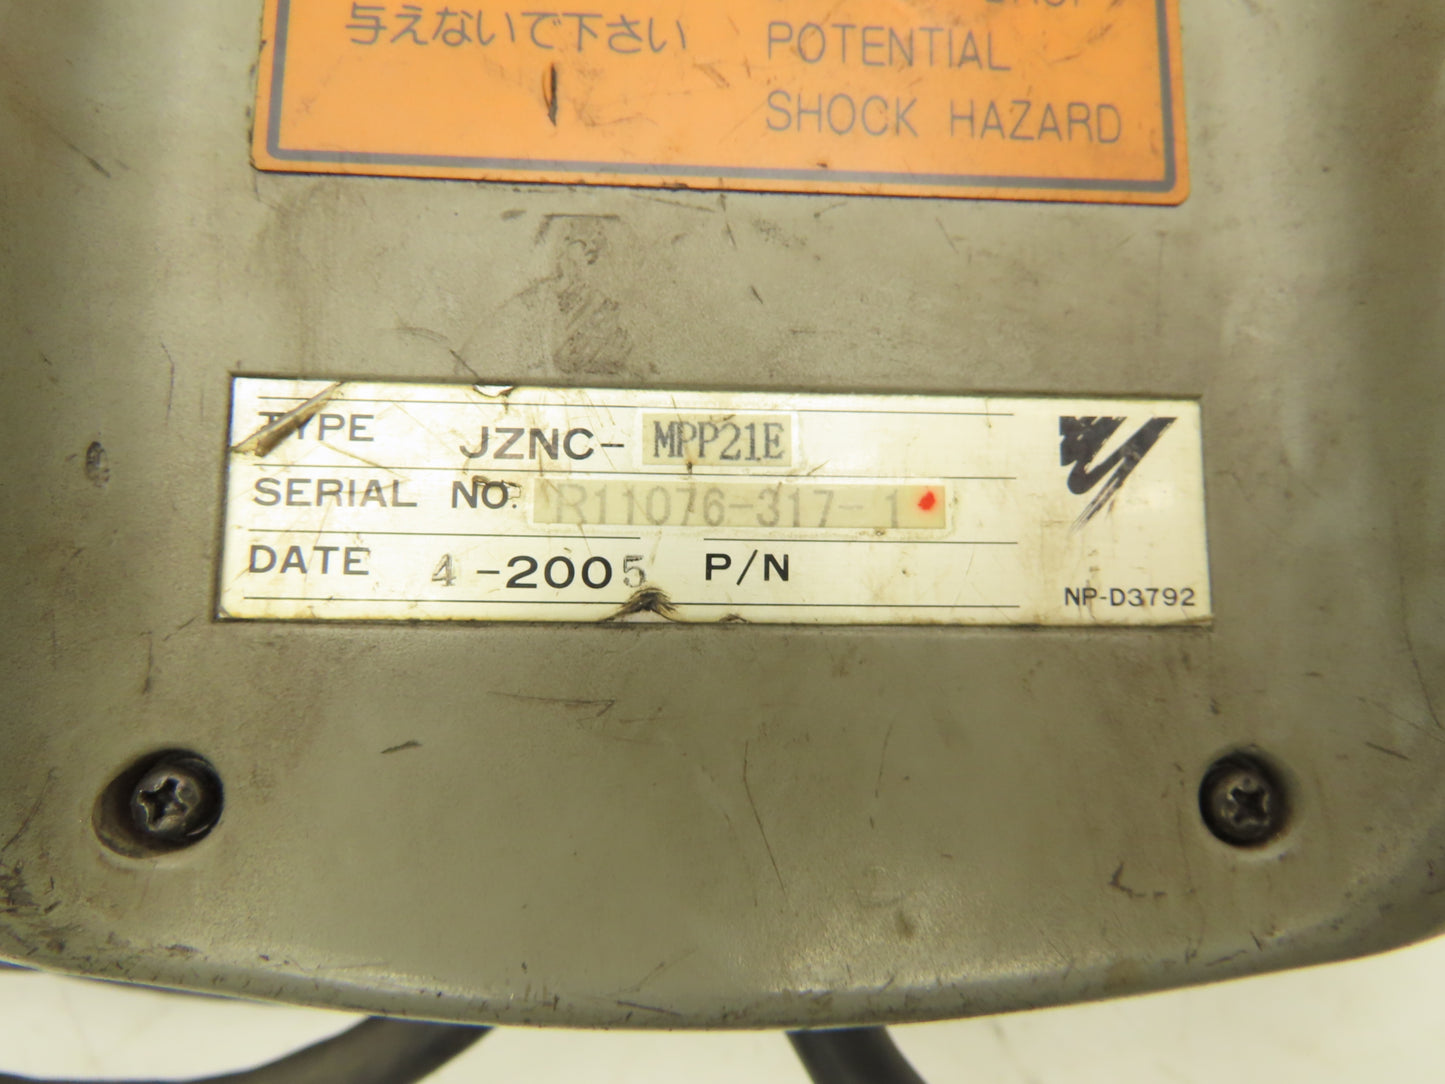 与えないで下さい
POTENTIAL
SHOCK HAZARD
TYPE JZNC-MPP21E
SERIAL NO. R11076-317-1
DATE 4-2005 P/N
NP-D3792